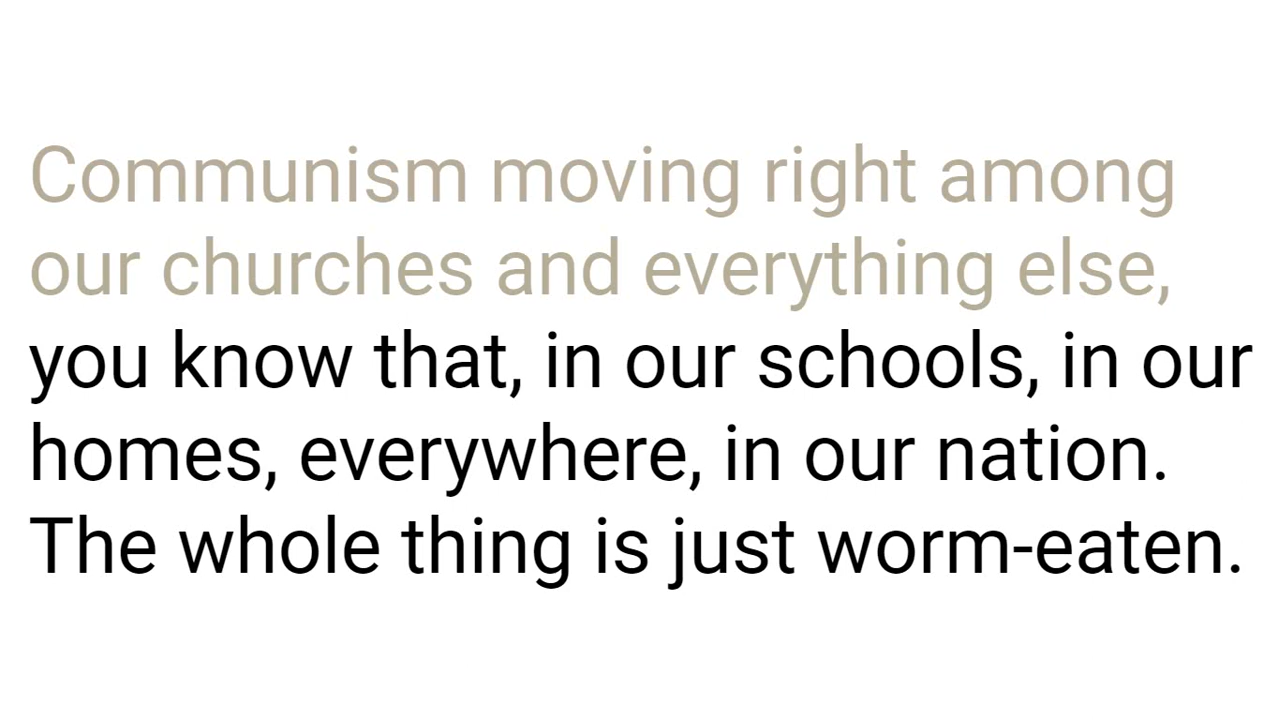 Communism moving right among
our churches and everything else,
you know that, in our schools, in our
homes, everywhere, in our nation.
The whole thing is just worm-eaten.